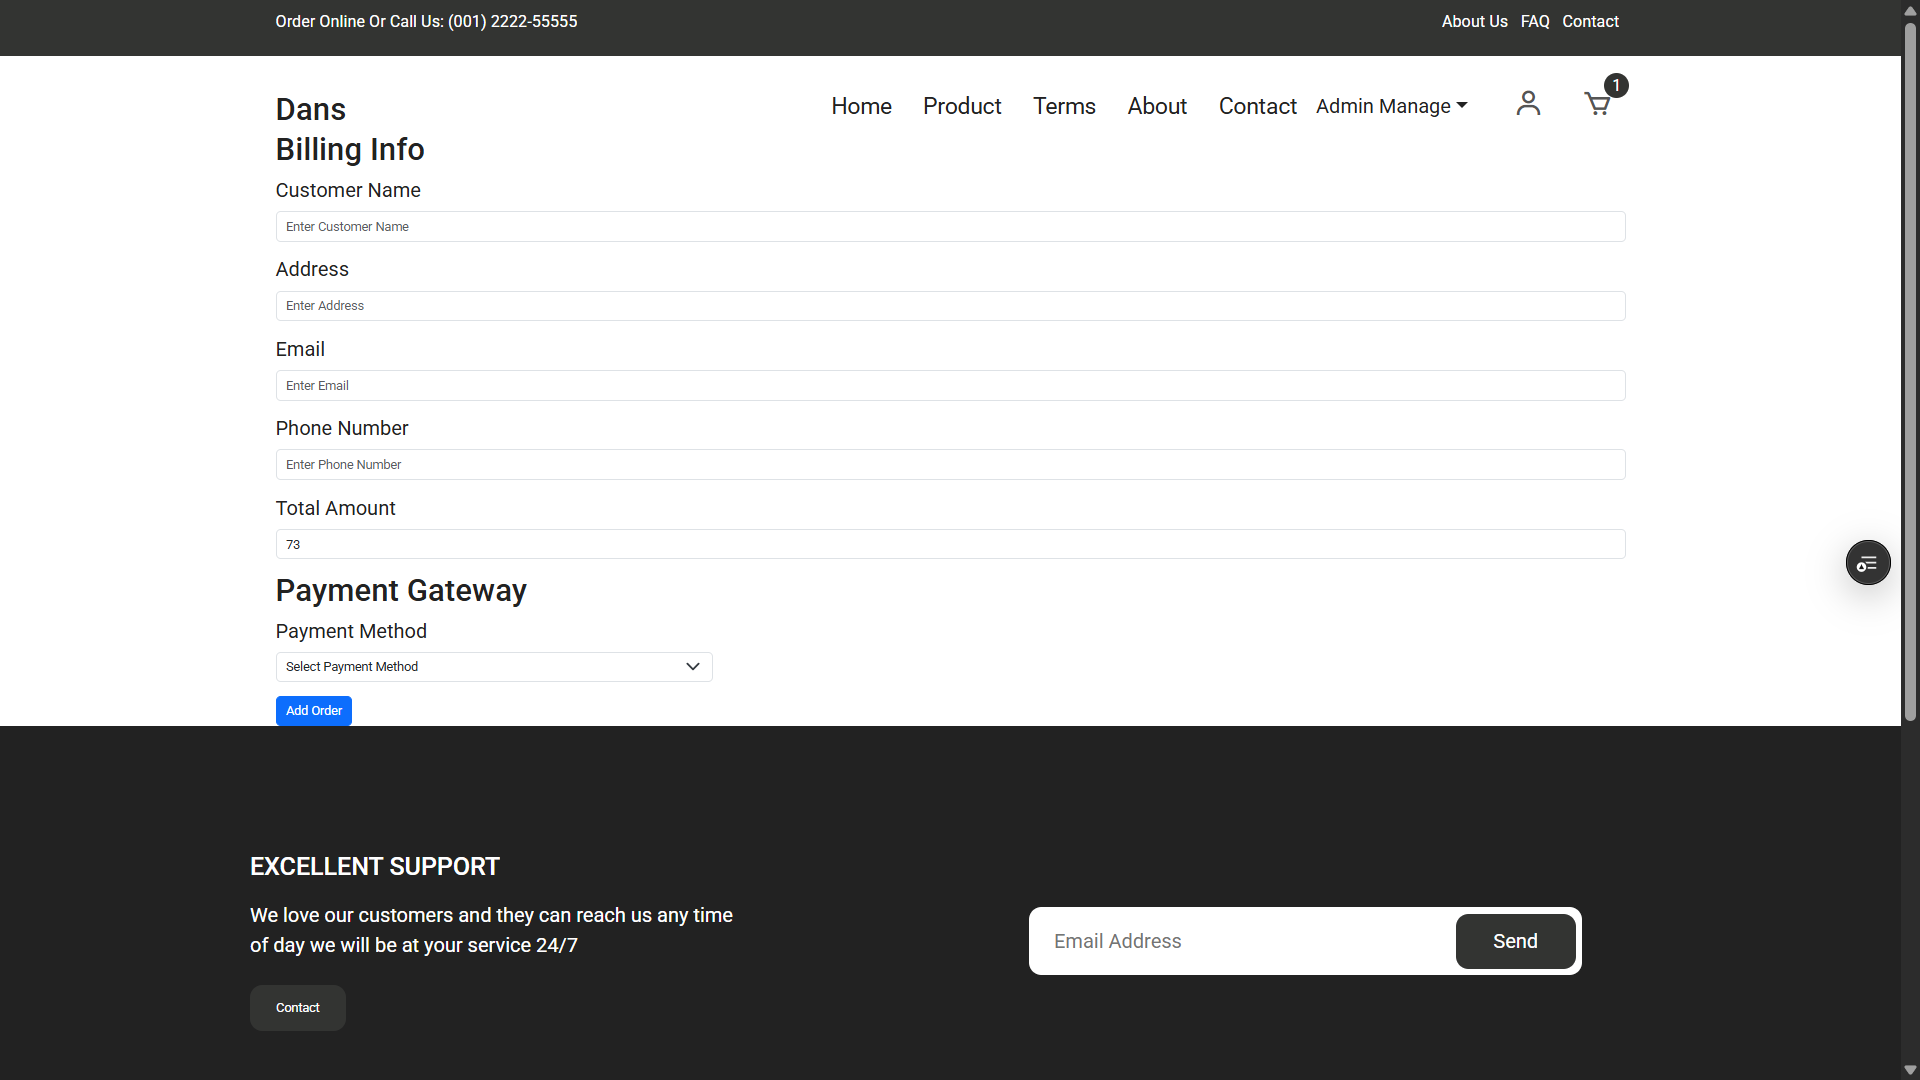 Order Online Or Call Us: (001) 2222-55555
About Us FAQ Contact
Dans
Home Product Terms About Contact Admin Manage
1
Billing Info
Customer Name
Enter Customer Name
Address
Enter Address
Email
Enter Email
Phone Number
Enter Phone Number
Total Amount
73
Payment Gateway
Payment Method
Select Payment Method
Add Order
EXCELLENT SUPPORT
We love our customers and they can reach us any time
of day we will be at your service 24/7
Contact
Email Address
Send